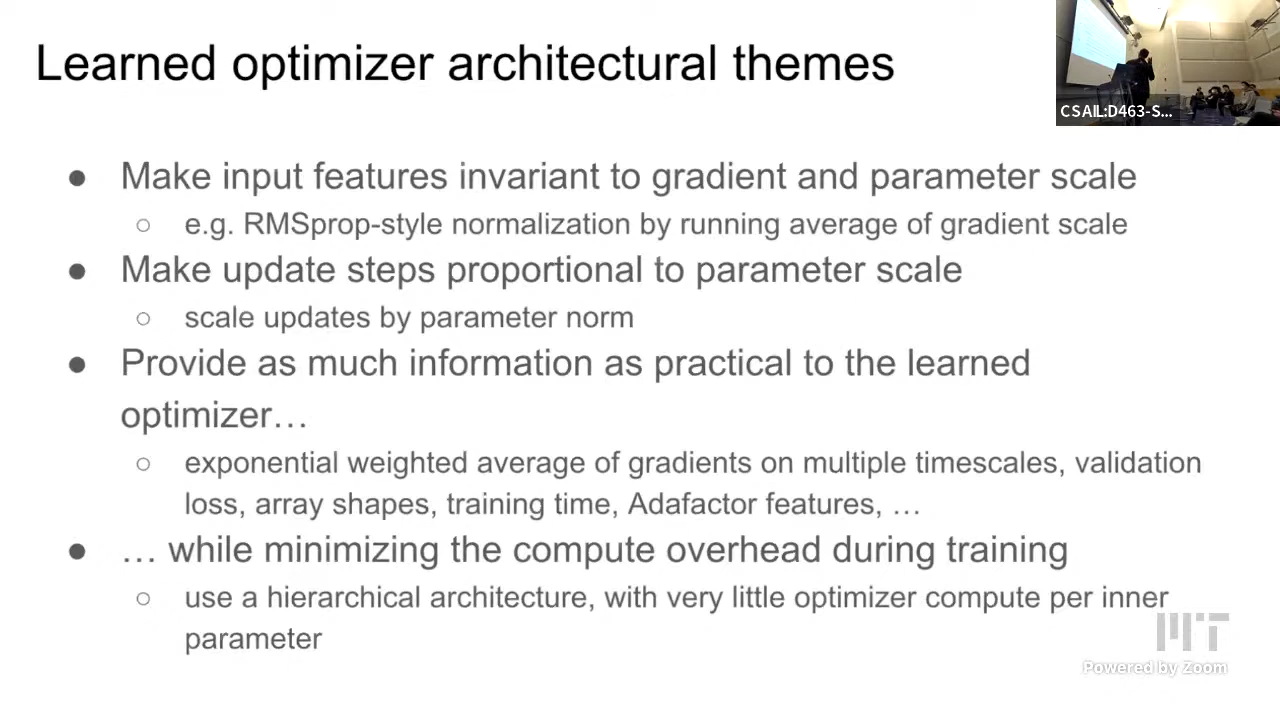 Learned optimizer architectural themes
CSAIL:D463-S...
● Make input features invariant to gradient and parameter scale
○ e.g. RMSprop-style normalization by running average of gradient scale
● Make update steps proportional to parameter scale
○ scale updates by parameter norm
● Provide as much information as practical to the learned
optimizer…
○ exponential weighted average of gradients on multiple timescales, validation
loss, array shapes, training time, Adafactor features, …
● … while minimizing the compute overhead during training
○ use a hierarchical architecture, with very little optimizer compute per inner
parameter
MIT
Powered by Zoom